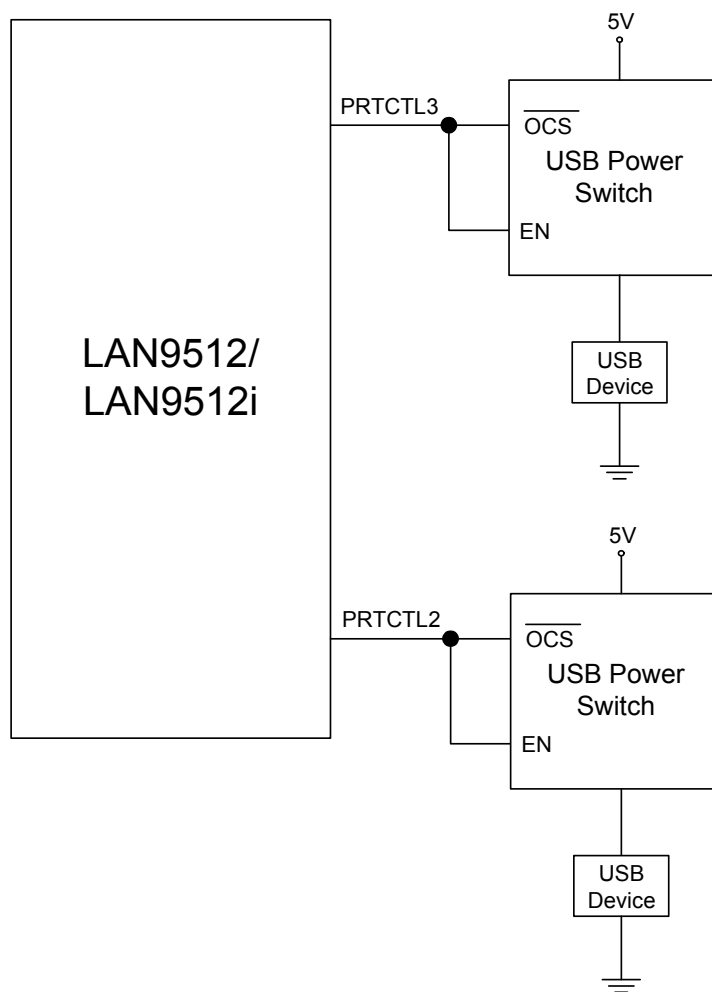 5V
PRTCTL3
OCS
USB Power
Switch
EN
LAN9512/
LAN9512i
USB
Device
5V
PRTCTL2
OCS
USB Power
Switch
EN
USB
Device